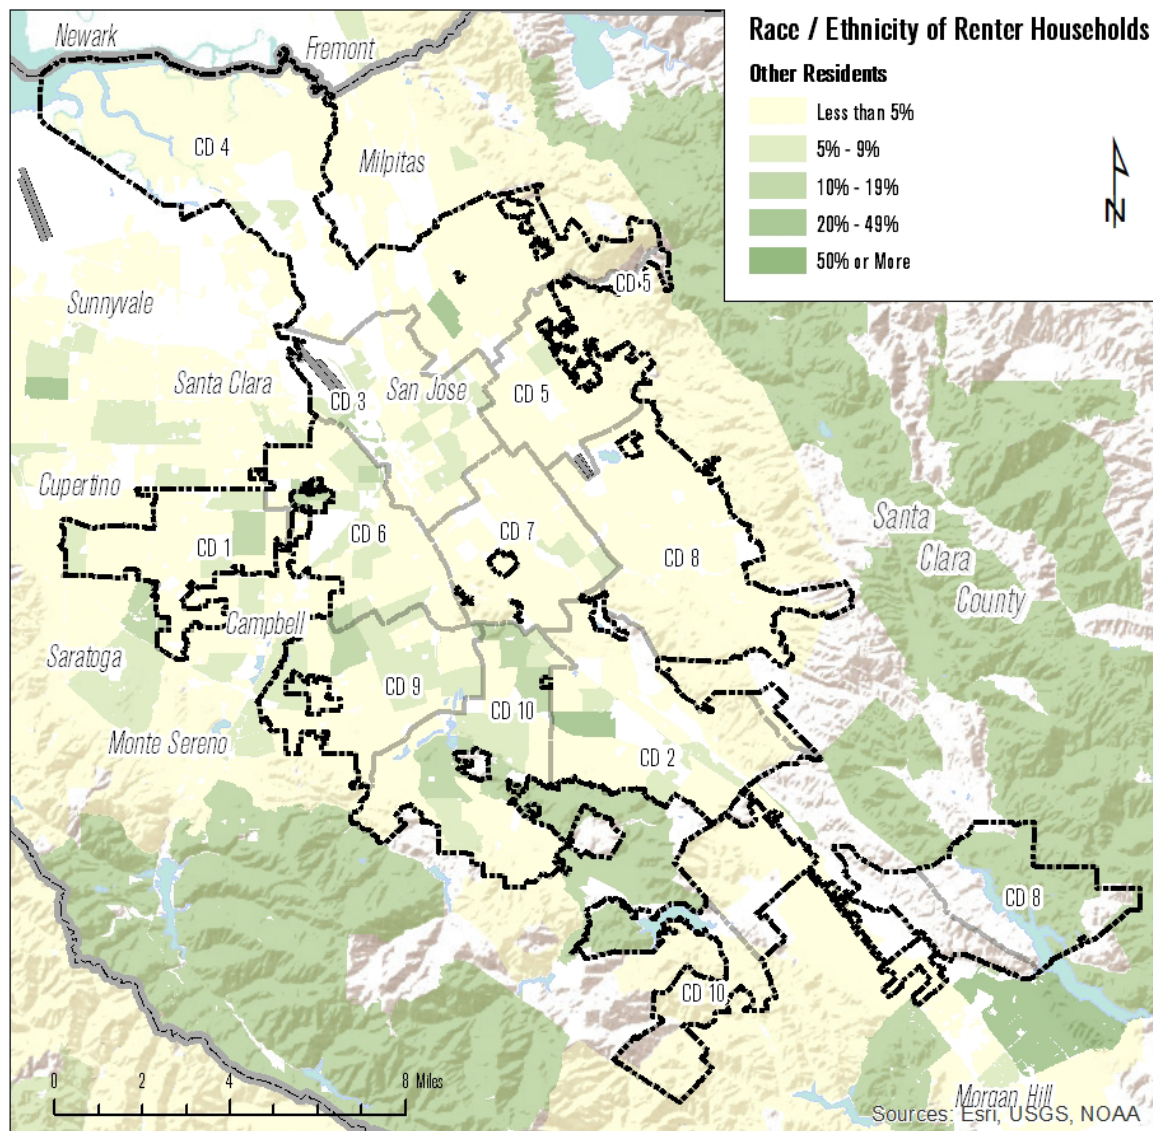 Race / Ethnicity of Renter Households
Other Residents
Less than 5%
5% - 9%
10% - 19%
20% - 49%
50% or More
N
Newark
Fremont
CD 4
Milpitas
CD 5
Sunnyvale
Santa Clara
CD 3
San Jose
CD 5
Cupertino
CD 1
CD 6
CD 7
CD 8
Santa
Clara
County
Campbell
Saratoga
CD 9
CD 10
Monte Sereno
CD 2
CD 8
CD 10
0 2 4 8 Miles
Morgan Hill
Sources: Esri, USGS, NOAA